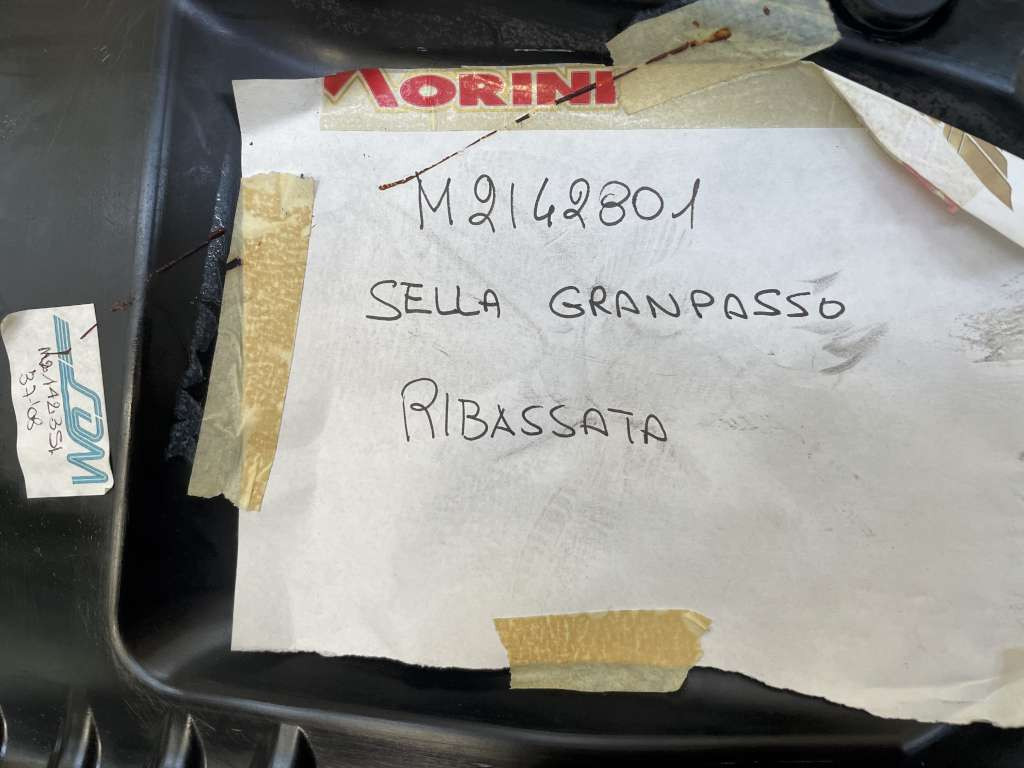 MORINI
M2142801
SELLA GRANPASSO
RIBASSATA